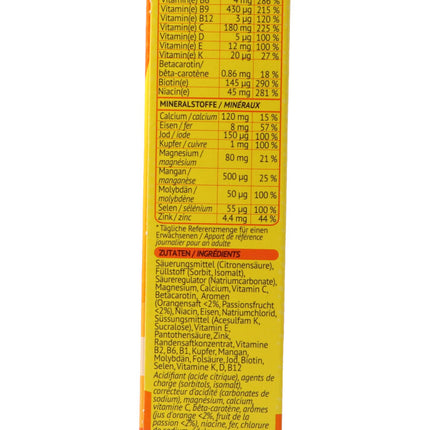 Vitamin(e) B6 4 mg 286 %
Vitamin(e) B9 430 µg 215 %
Vitamin(e) B12 3 µg 120 %
Vitamin(e) C 180 mg 225 %
Vitamin(e) D 5 µg 100 %
Vitamin(e) E 12 mg 100 %
Vitamin(e) K 20 µg 27 %
Betacarotin/
bêta-carotène 0.86 mg 18 %
Biotin(e) 145 µg 290 %
Niacin(e) 45 mg 281 %
MINERALSTOFFE / MINÉRAUX
Calcium / calcium 120 mg 15 %
Eisen / fer 8 mg 57 %
Jod / iode 150 µg 100 %
Kupfer / cuivre 1 mg 100 %
Magnesium /
magnésium 80 mg 21 %
Mangan /
manganèse 500 µg 25 %
Molybdän /
molybdène 50 µg 100 %
Selen / sélénium 55 µg 100 %
Zink / zinc 4.4 mg 44 %
* Tägliche Referenzmenge für einen
Erwachsenen / Apport de référence
journalier pour an adulte
ZUTATEN / INGRÉDIENTS
Säuerungsmittel (Citronensäure),
Füllstoff (Sorbit, Isomalt),
Säureregulator (Natriumcarbonate),
Magnesium, Calcium, Vitamin C,
Betacarotin, Aromen
(Orangensaft <2%, Passionsfrucht
<2%), Niacin, Eisen, Natriumchlorid,
Süssungsmittel (Acesulfam K,
Sucralose), Vitamin E,
Pantothensäure, Zink,
Randensaftkonzentrat, Vitamin
B2, B6, B1, Kupfer, Mangan,
Molybdän, Folsäure, Jod, Biotin,
Selen, Vitamin K, D, B12
Acidifiant (acide citrique), agents de
charge (sorbitols, isomalt),
correcteur d'acidité (carbonates de
sodium), magnésium, calcium,
vitamine C, bêta-carotène, arômes
(jus d'orange <2%, fruit de la
passion <2%), niacine, fer, chlorure